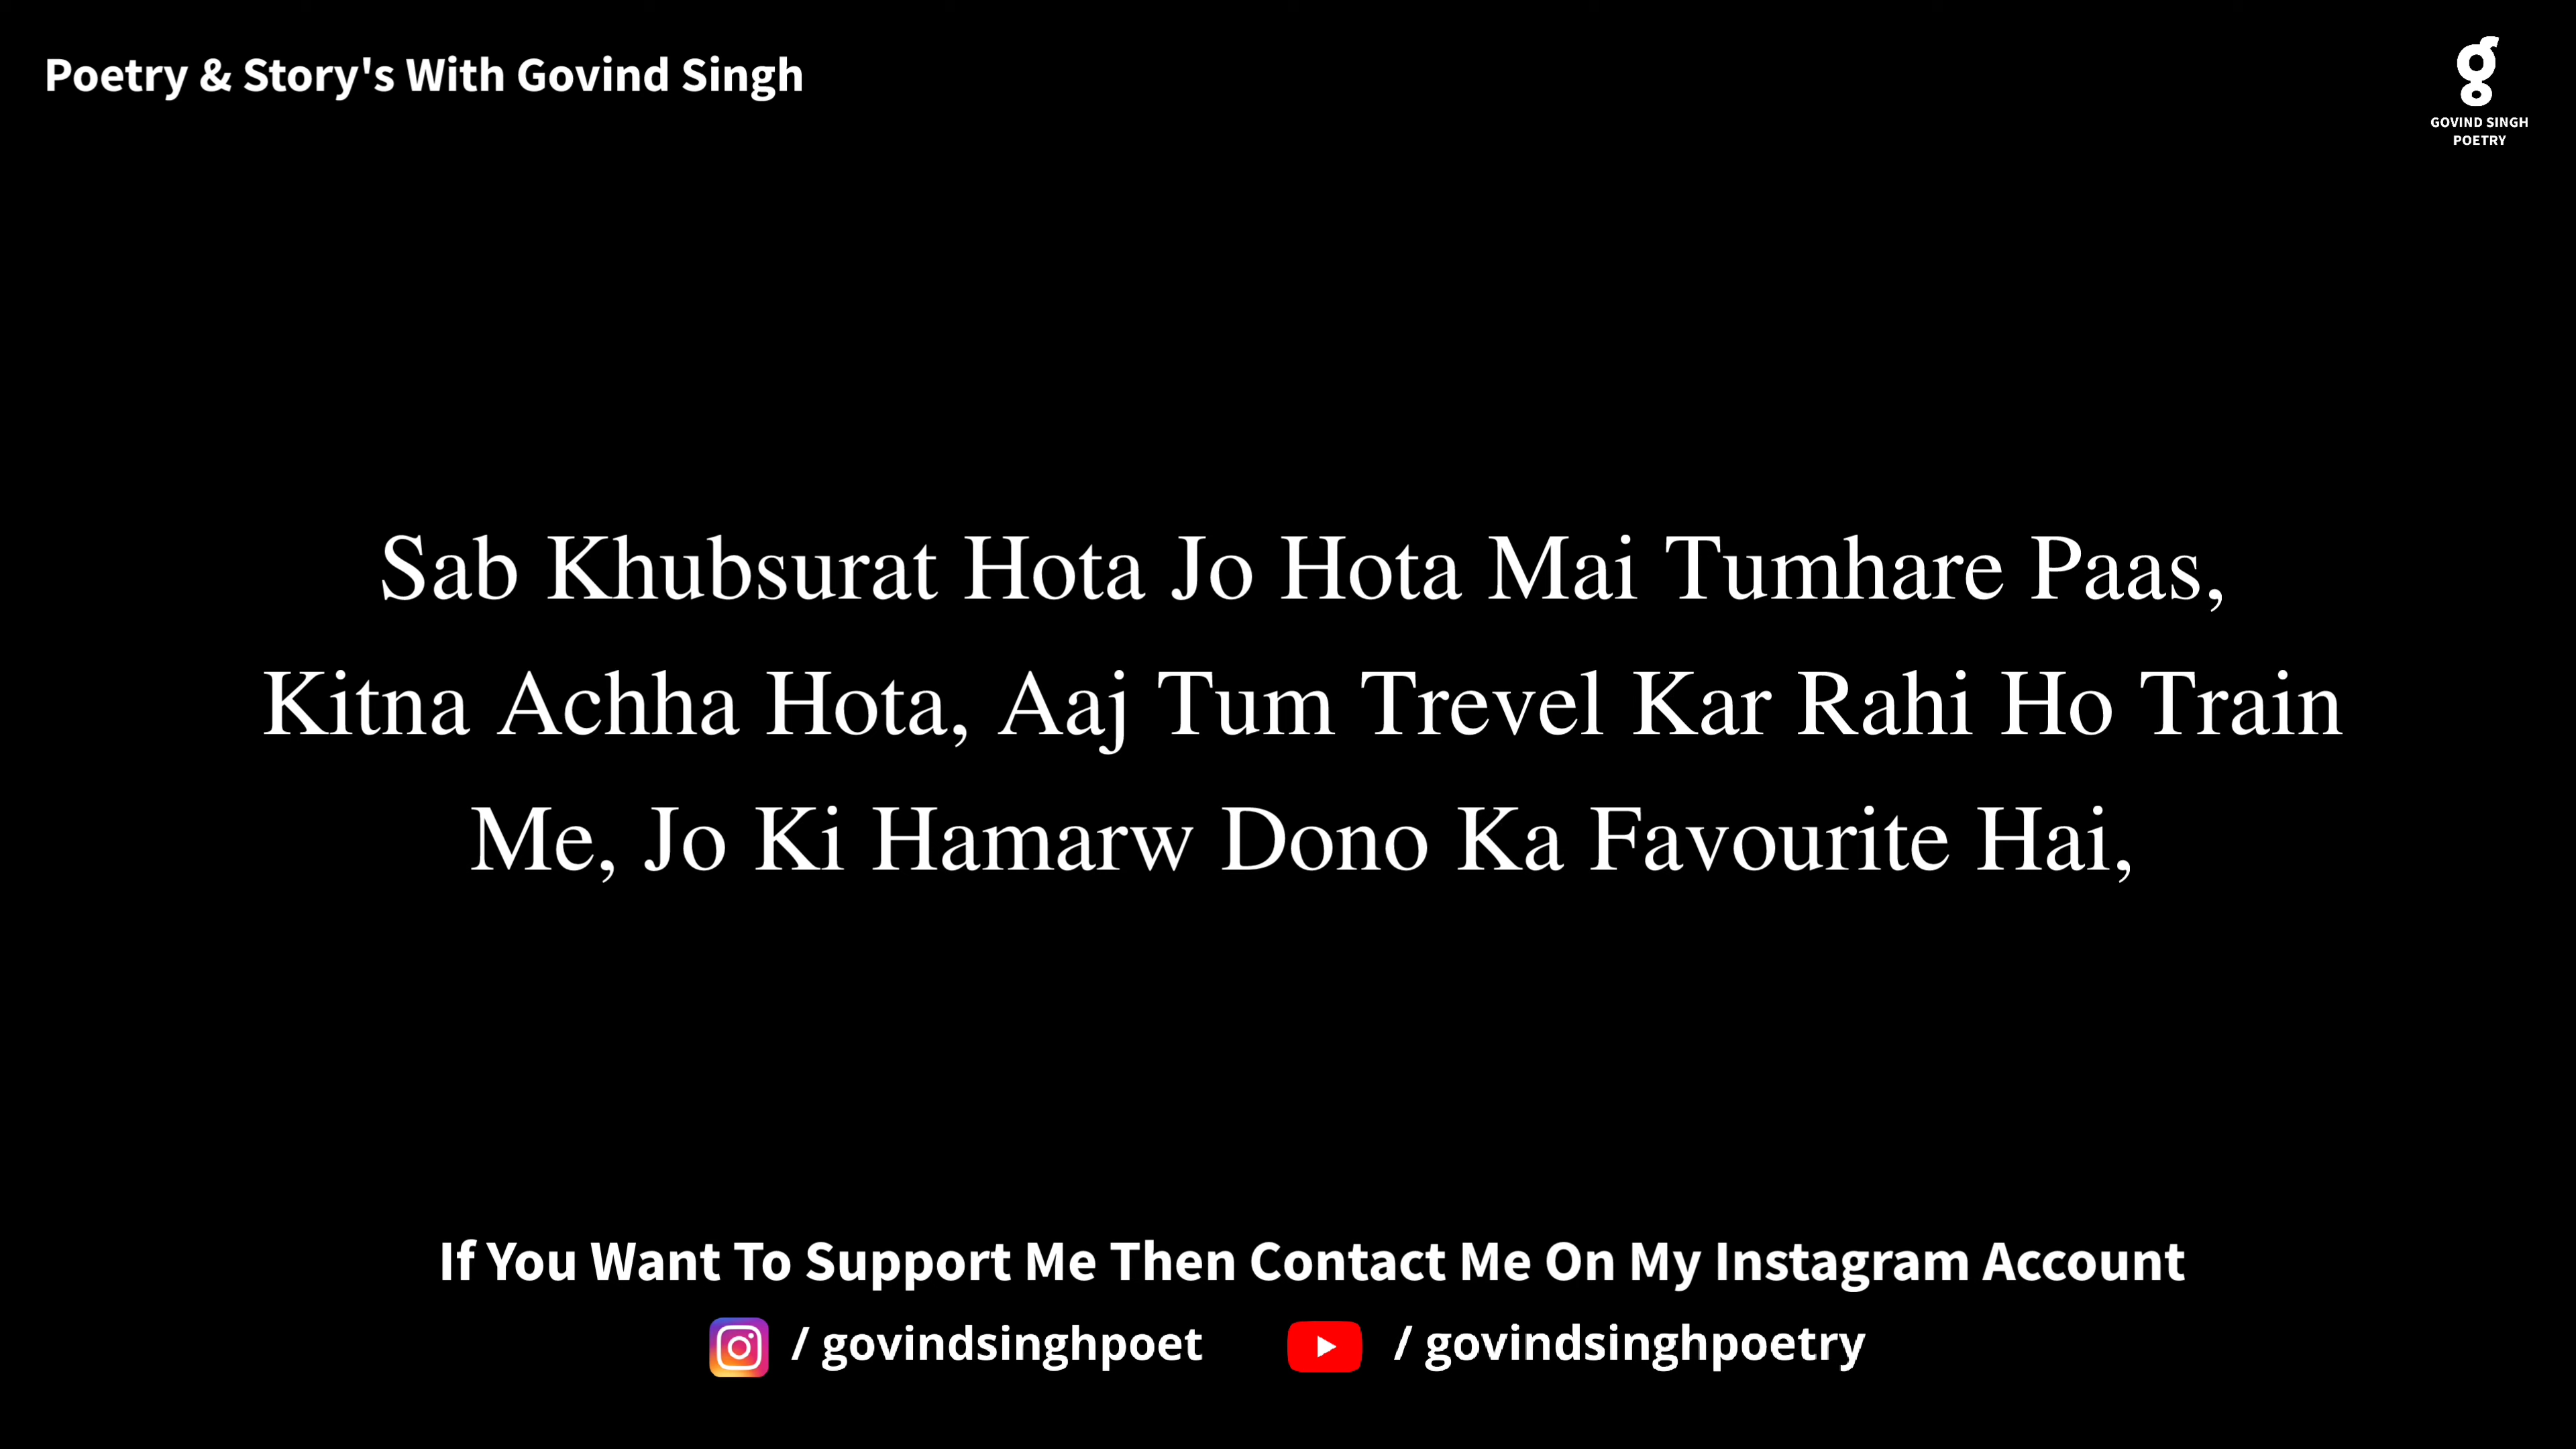 Poetry & Story's With Govind Singh
g
GOVIND SINGH
POETRY
Sab Khubsurat Hota Jo Hota Mai Tumhare Paas,
Kitna Achha Hota, Aaj Tum Trevel Kar Rahi Ho Train
Me, Jo Ki Hamarw Dono Ka Favourite Hai,
If You Want To Support Me Then Contact Me On My Instagram Account
/ govindsinghpoet / govindsinghpoetry